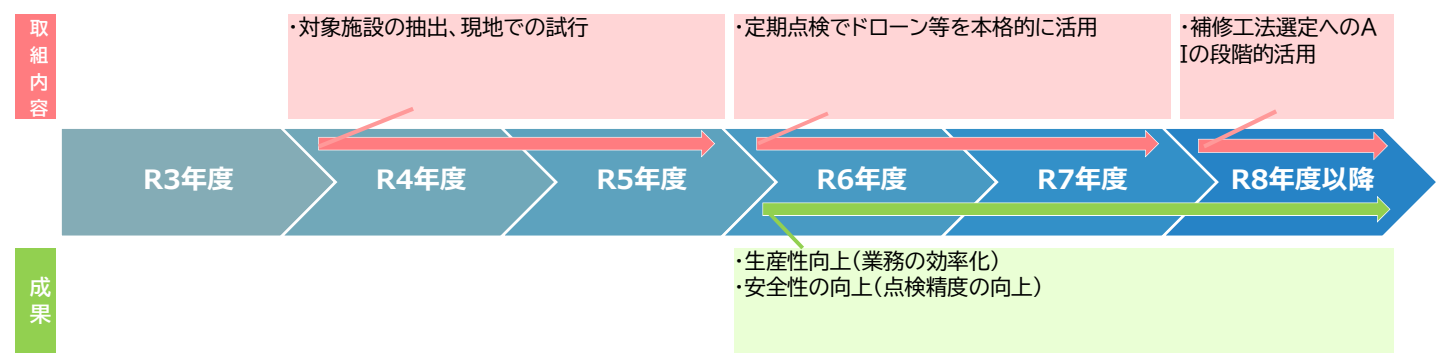 取組内容
・対象施設の抽出、現地での試行
・定期点検でドローン等を本格的に活用
・補修工法選定へのA
Iの段階的活用
R3年度
R4年度
R5年度
R6年度
R7年度
R8年度以降
成果
・生産性向上(業務の効率化)
・安全性の向上(点検精度の向上)